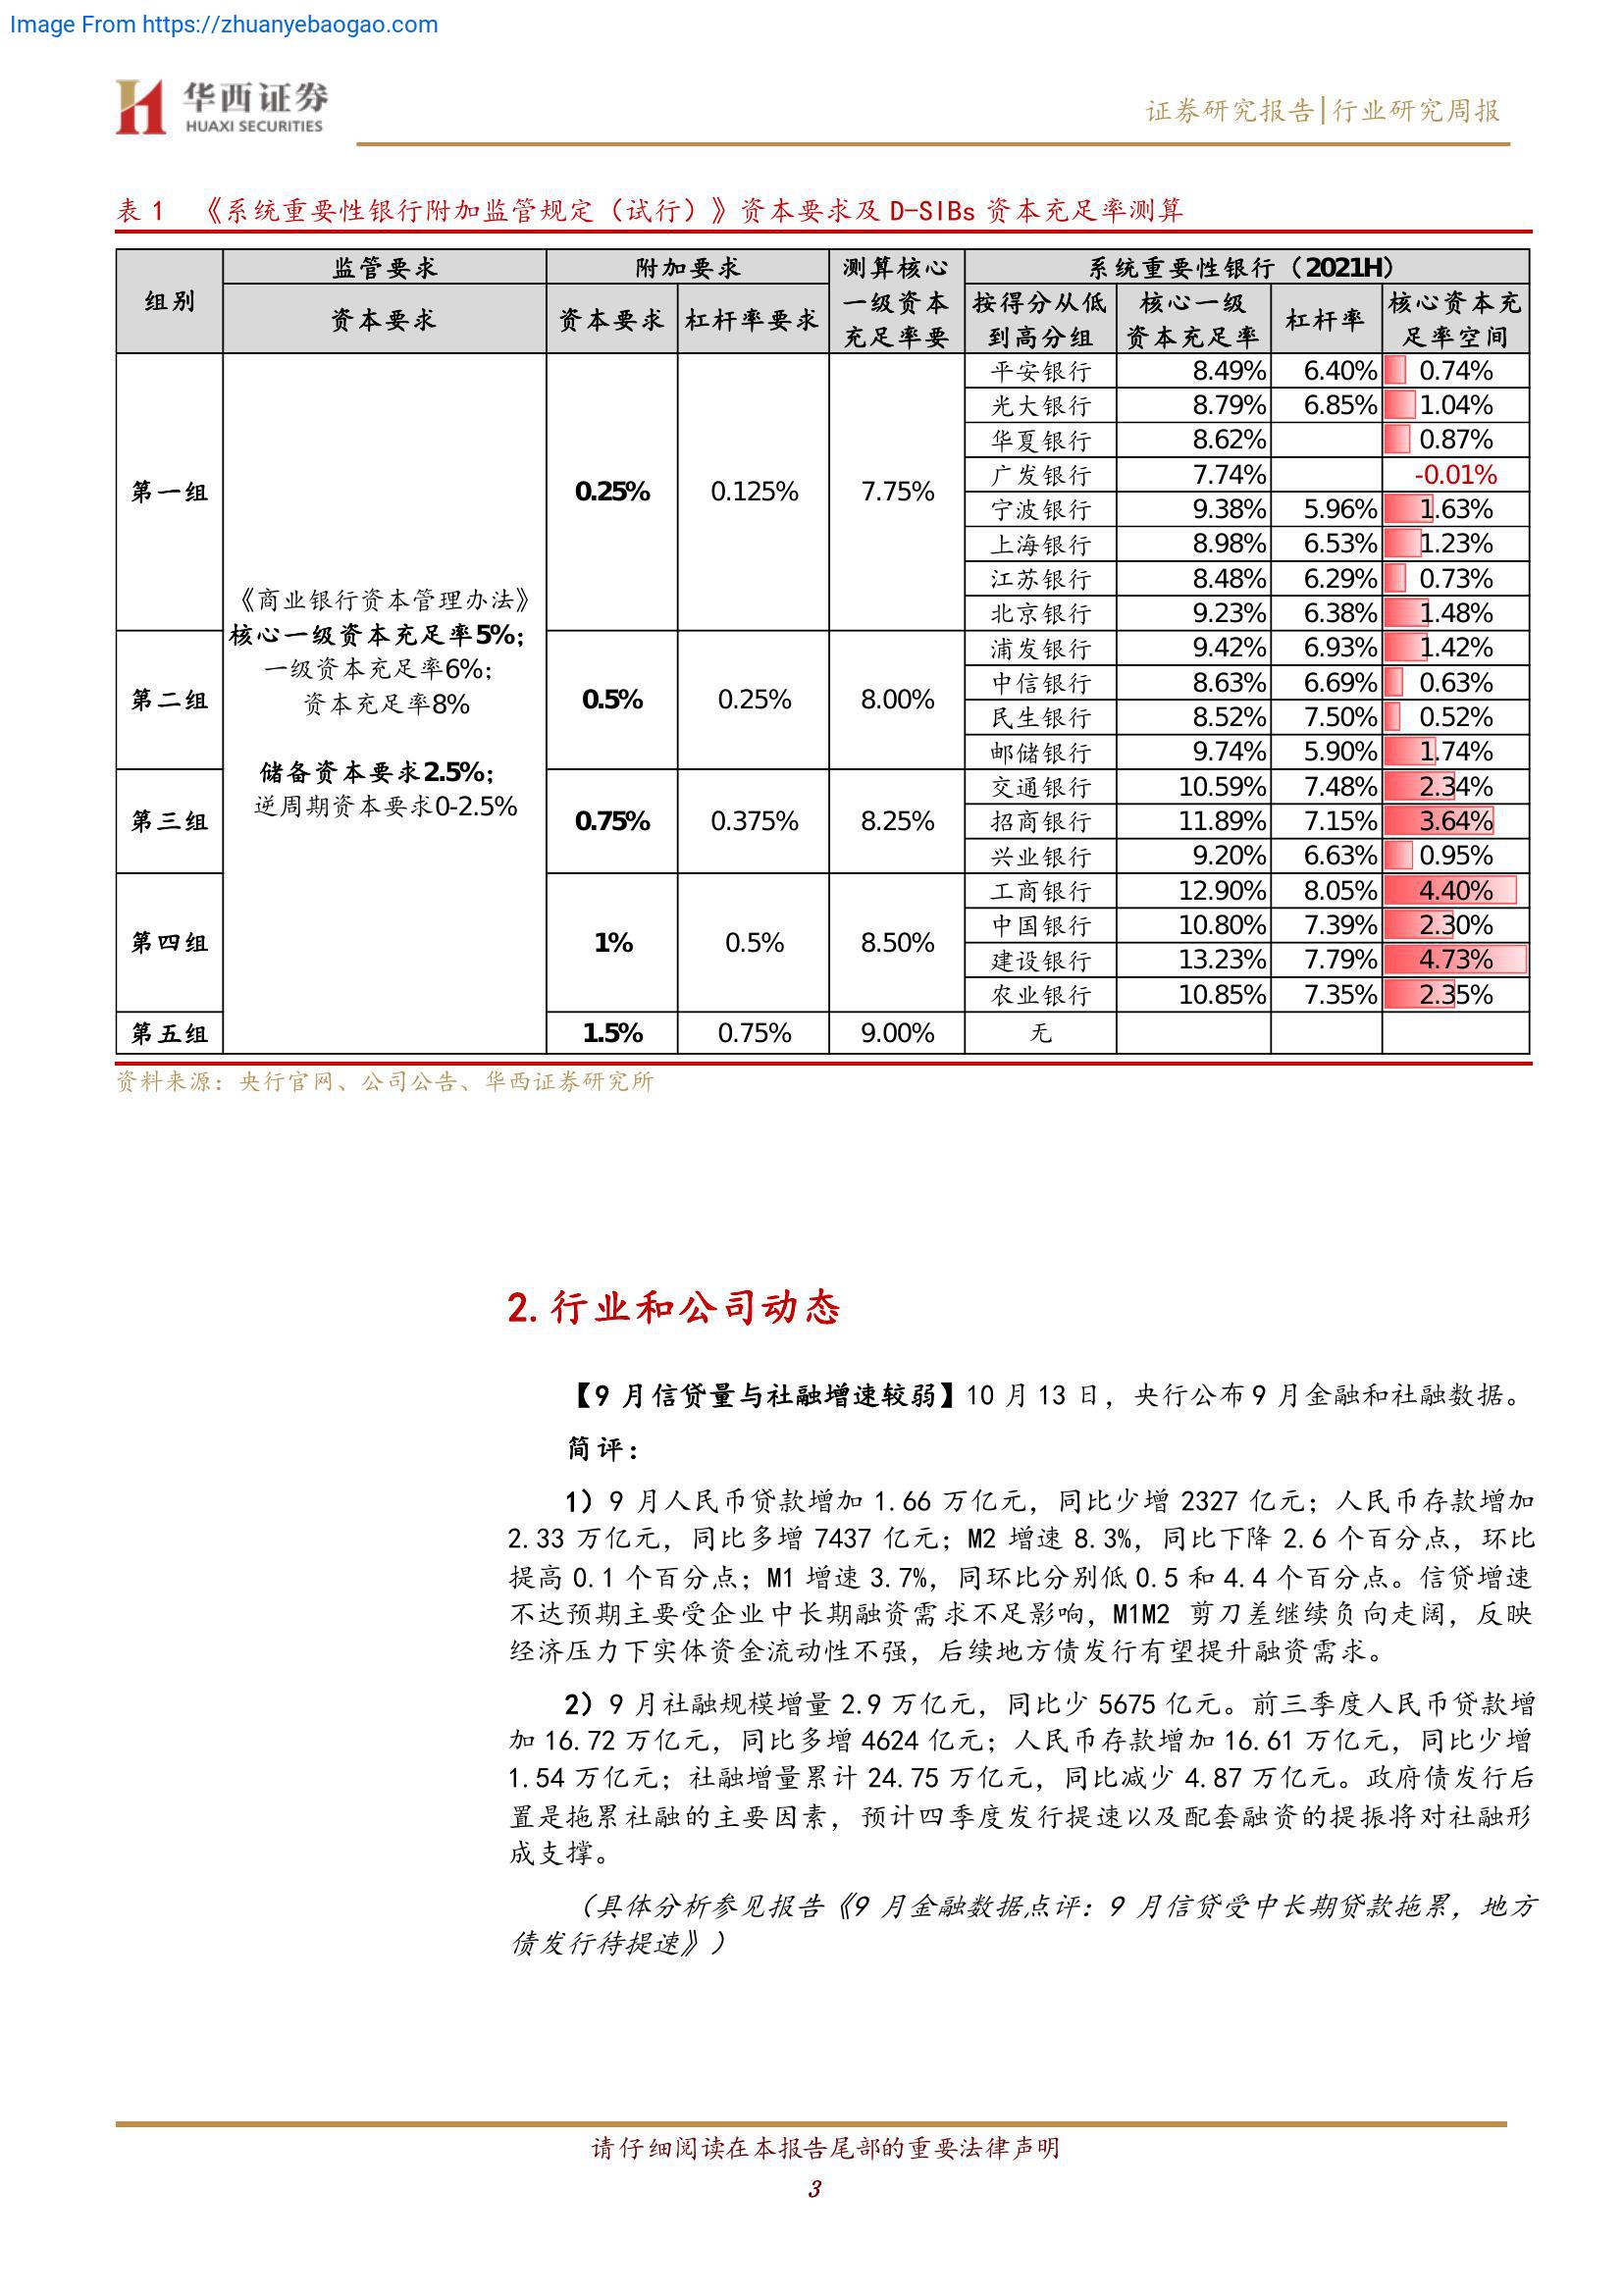 Image From https://zhuanyebaogao.com
华西证券
HUAXI SECURITIES
证券研究报告|行业研究周报
表 1 《系统重要性银行附加监管规定（试行）》资本要求及 D-SIBs 资本充足率测算
组别 监管要求 附加要求 测算核心一级资本充足率要 系统重要性银行（2021H）
资本要求 资本要求 杠杆率要求 按得分从低到高分组 核心一级资本充足率 杠杆率 核心资本充足率空间
第一组 0.25% 0.125% 7.75%
平安银行 8.49% 6.40% 0.74%
光大银行 8.79% 6.85% 1.04%
华夏银行 8.62% 0.87%
广发银行 7.74% -0.01%
宁波银行 9.38% 5.96% 1.63%
上海银行 8.98% 6.53% 1.23%
江苏银行 8.48% 6.29% 0.73%
北京银行 9.23% 6.38% 1.48%
《商业银行资本管理办法》
核心一级资本充足率5%；
一级资本充足率6%；
资本充足率8%
储备资本要求2.5%；
逆周期资本要求0-2.5%
第二组 0.5% 0.25% 8.00%
浦发银行 9.42% 6.93% 1.42%
中信银行 8.63% 6.69% 0.63%
民生银行 8.52% 7.50% 0.52%
邮储银行 9.74% 5.90% 1.74%
第三组 0.75% 0.375% 8.25%
交通银行 10.59% 7.48% 2.34%
招商银行 11.89% 7.15% 3.64%
兴业银行 9.20% 6.63% 0.95%
第四组 1% 0.5% 8.50%
工商银行 12.90% 8.05% 4.40%
中国银行 10.80% 7.39% 2.30%
建设银行 13.23% 7.79% 4.73%
农业银行 10.85% 7.35% 2.35%
第五组 1.5% 0.75% 9.00% 无
资料来源：央行官网、公司公告、华西证券研究所
2.行业和公司动态
【9 月信贷量与社融增速较弱】10 月 13 日，央行公布 9 月金融和社融数据。
简评：
1）9 月人民币贷款增加 1.66 万亿元，同比少增 2327 亿元；人民币存款增加
2.33 万亿元，同比多增 7437 亿元；M2 增速 8.3%，同比下降 2.6 个百分点，环比
提高 0.1 个百分点；M1 增速 3.7%，同环比分别低 0.5 和 4.4 个百分点。信贷增速
不达预期主要受企业中长期融资需求不足影响，M1M2 剪刀差继续负向走阔，反映
经济压力下实体资金流动性不强，后续地方债发行有望提升融资需求。
2）9 月社融规模增量 2.9 万亿元，同比少 5675 亿元。前三季度人民币贷款增
加 16.72 万亿元，同比多增 4624 亿元；人民币存款增加 16.61 万亿元，同比少增
1.54 万亿元；社融增量累计 24.75 万亿元，同比减少 4.87 万亿元。政府债发行后
置是拖累社融的主要因素，预计四季度发行提速以及配套融资的提振将对社融形
成支撑。
（具体分析参见报告《9 月金融数据点评：9 月信贷受中长期贷款拖累，地方
债发行待提速》）
请仔细阅读在本报告尾部的重要法律声明
3